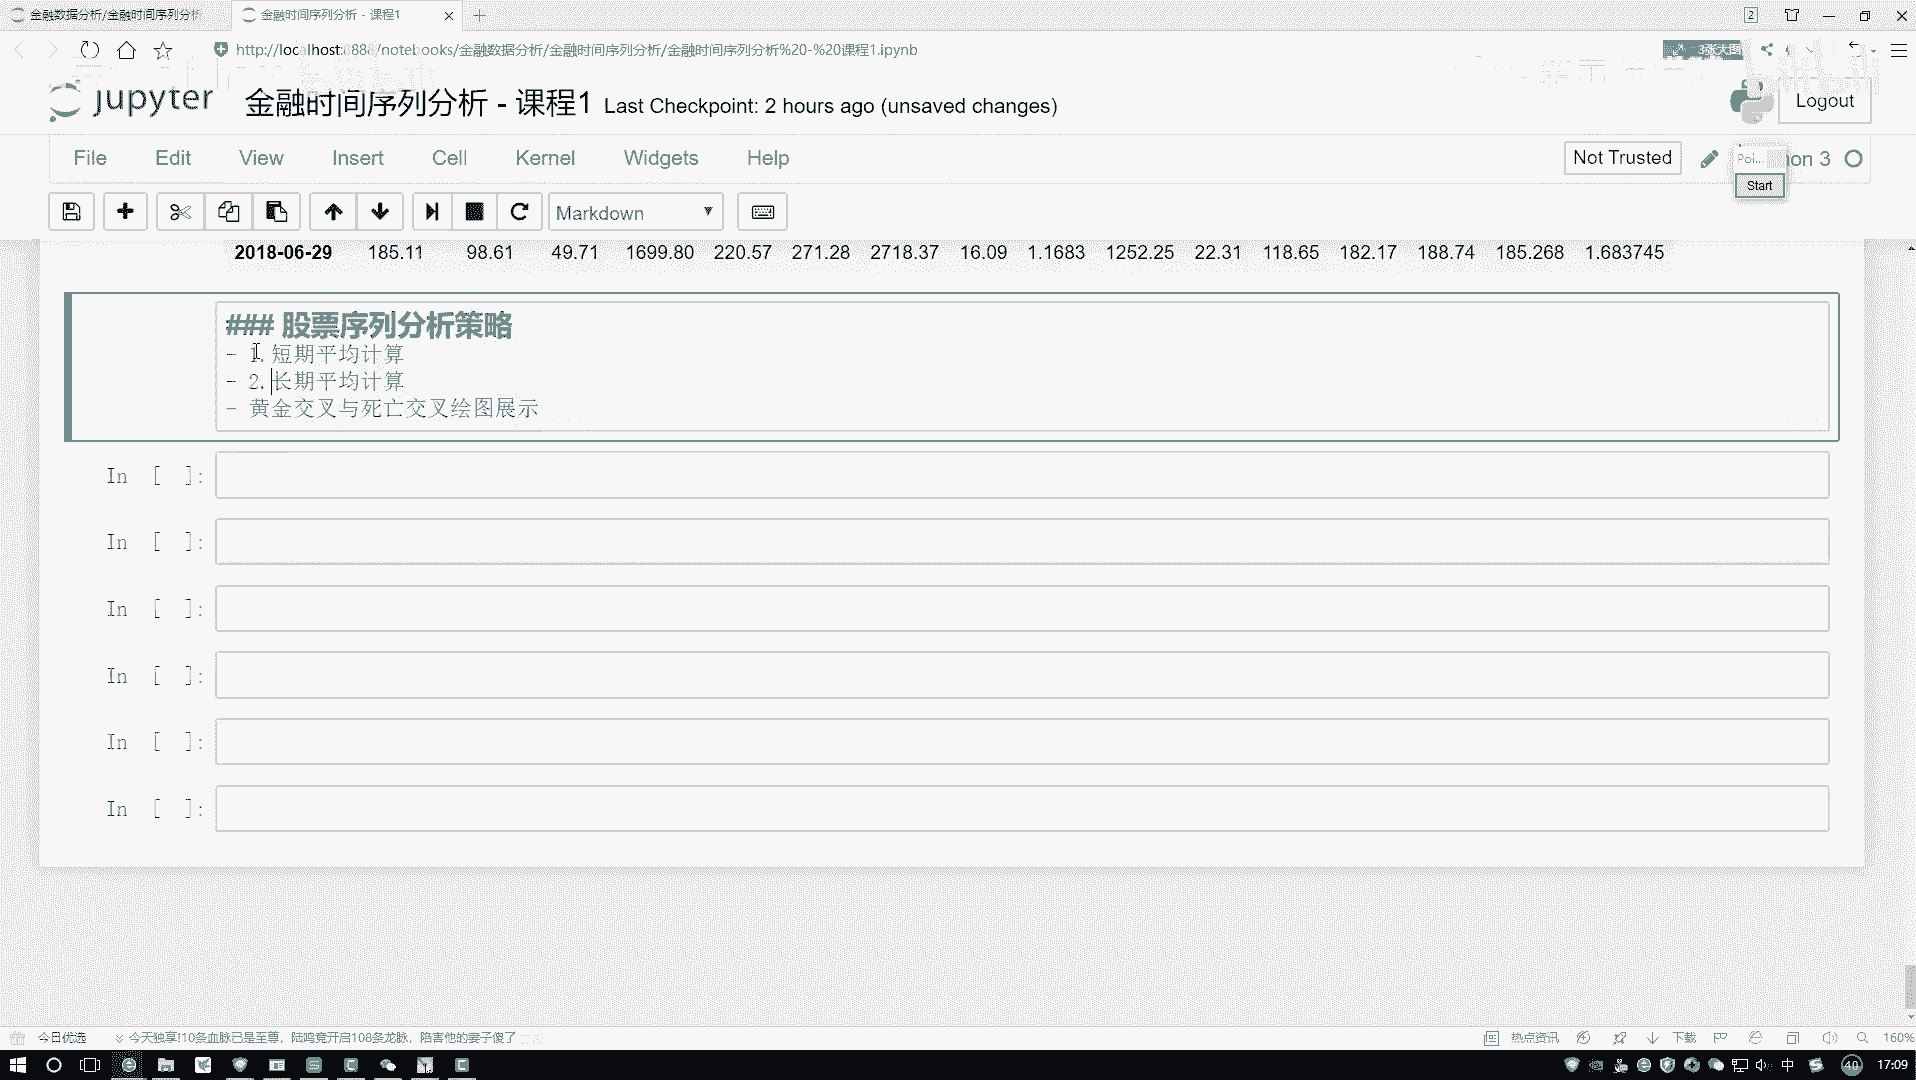 金融数据分析/金融时间序列分析
金融时间序列分析 - 课程1
2
http://localhost:888/notebooks/金融数据分析/金融时间序列分析/金融时间序列分析%20-%20课程1.ipynb
3张大图
jupyter
金融时间序列分析 - 课程1 Last Checkpoint: 2 hours ago (unsaved changes)
Logout
File Edit View Insert Cell Kernel Widgets Help
Not Trusted
Poi...
on 3
Start
Markdown
2018-06-29 185.11 98.61 49.71 1699.80 220.57 271.28 2718.37 16.09 1.1683 1252.25 22.31 118.65 182.17 188.74 185.268 1.683745
### 股票序列分析策略
- 1.短期平均计算
- 2.长期平均计算
- 黄金交叉与死亡交叉绘图展示
In [ ]:
In [ ]:
In [ ]:
In [ ]:
In [ ]:
In [ ]:
今日优选
今天独享!10条血脉已是至尊，陆鸣竟开启108条龙脉，陷害他的妻子傻了
热点资讯
下载
160%
中
40
17:09